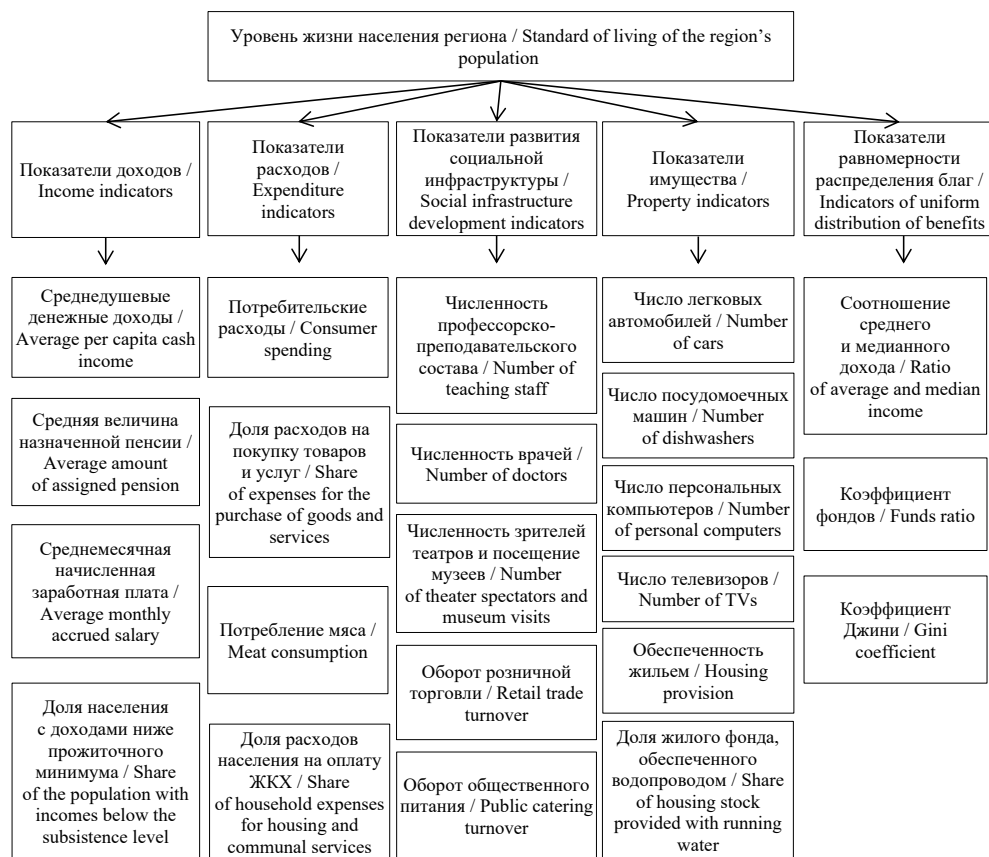 Уровень жизни населения региона / Standard of living of the region’s
population
Показатели доходов /
Income indicators
Показатели
расходов /
Expenditure
indicators
Показатели развития
социальной
инфраструктуры /
Social infrastructure
development indicators
Показатели
имущества /
Property indicators
Показатели
равномерности
распределения благ /
Indicators of uniform
distribution of benefits
Среднедушевые
денежные доходы /
Average per capita cash
income
Средняя величина
назначенной пенсии /
Average amount
of assigned pension
Среднемесячная
начисленная
заработная плата /
Average monthly
accrued salary
Доля населения
с доходами ниже
прожиточного
минимума / Share
of the population with
incomes below the
subsistence level
Потребительские
расходы / Consumer
spending
Доля расходов на
покупку товаров
и услуг / Share
of expenses for the
purchase of goods and
services
Потребление мяса /
Meat consumption
Доля расходов
населения на оплату
ЖКХ / Share
of household expenses
for housing and
communal services
Численность
профессорско-
преподавательского
состава / Number of
teaching staff
Численность врачей /
Number of doctors
Численность зрителей
театров и посещение
музеев / Number
of theater spectators and
museum visits
Оборот розничной
торговли / Retail trade
turnover
Оборот общественного
питания / Public catering
turnover
Число легковых
автомобилей / Number
of cars
Число посудомоечных
машин / Number
of dishwashers
Число персональных
компьютеров / Number
of personal computers
Число телевизоров /
Number of TVs
Обеспеченность
жильем / Housing
provision
Доля жилого фонда,
обеспеченного
водопроводом / Share
of housing stock
provided with running
water
Соотношение
среднего
и медианного
дохода / Ratio
of average and median
income
Коэффициент
фондов / Funds ratio
Коэффициент
Джини / Gini
coefficient